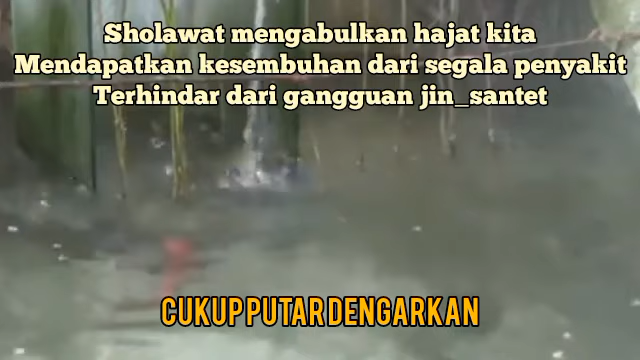 Sholawat mengabulkan hajat kita
Mendapatkan kesembuhan dari segala penyakit
Terhindar dari gangguan jin_santet
CUKUP PUTAR DENGARKAN